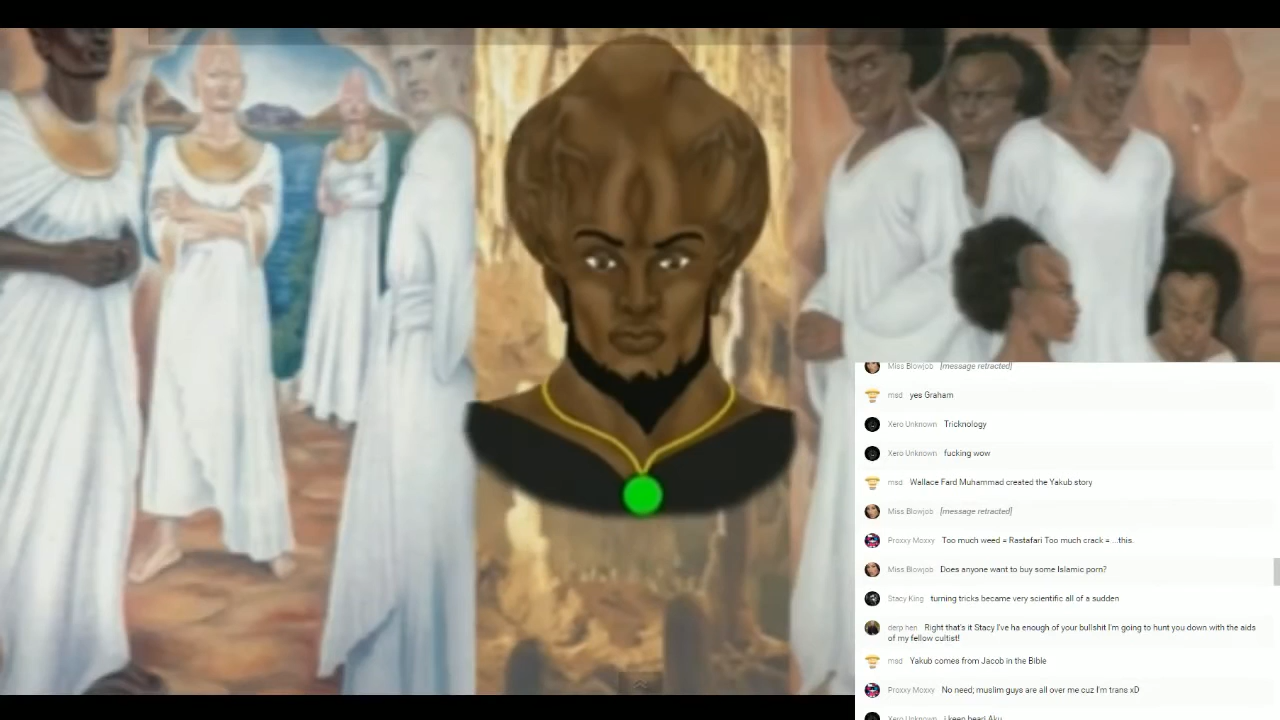 Miss Blowjob [message retracted]
msd yes Graham
Xero Unknown Tricknology
Xero Unknown fucking wow
msd Wallace Fard Muhammad created the Yakub story
Miss Blowjob [message retracted]
Proxxy Moxxy Too much weed = Rastafari Too much crack = ...this.
Miss Blowjob Does anyone want to buy some Islamic porn?
Stacy King turning tricks became very scientific all of a sudden
derp hen Right that's it Stacy I've ha enough of your bullshit I'm going to hunt you down with the aids
of my fellow cultist!
msd Yakub comes from Jacob in the Bible
Proxxy Moxxy No need; muslim guys are all over me cuz I'm trans xD
Xero Unknown i keep heari Aku